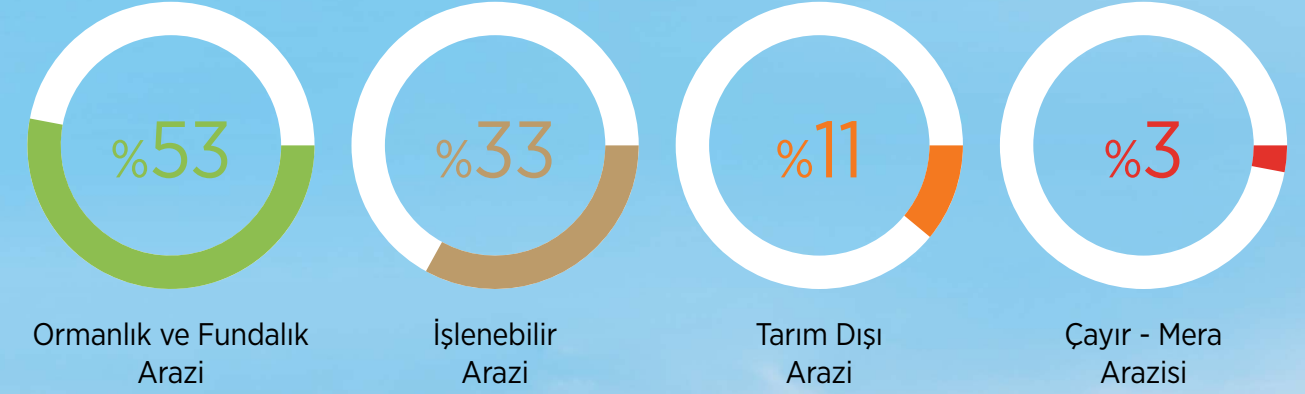 %53
%33
%11
%3
Ormanlık ve Fundalık
Arazi
İşlenebilir
Arazi
Tarım Dışı
Arazi
Çayır - Mera
Arazisi